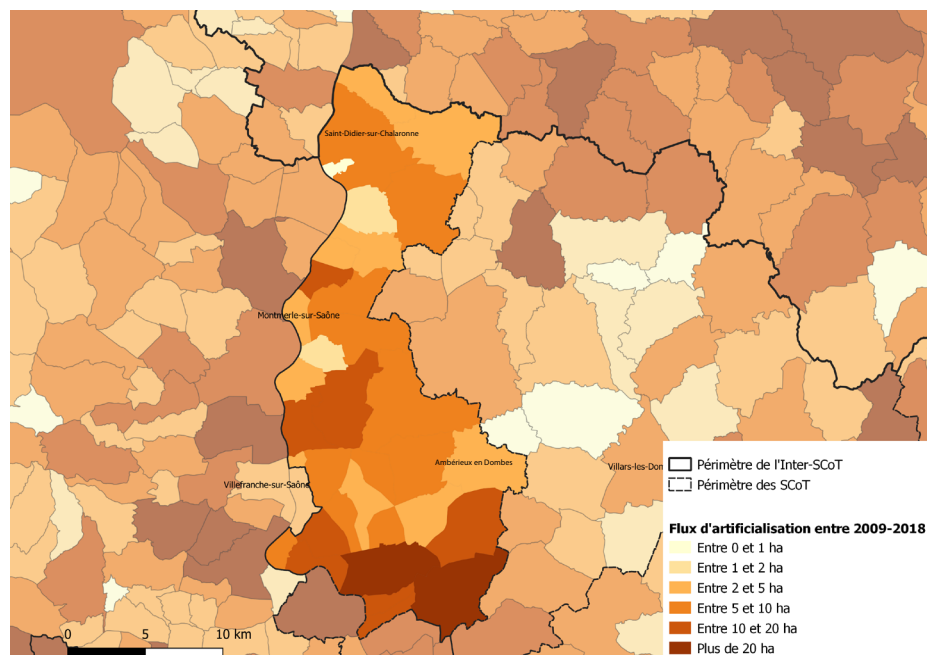 Saint-Didier-sur-Chalaronne
Montmerle-sur-Saône
Ambérieux en Dombes
Villars-les-Dom
Villefranche-sur-Saône
Périmètre de l'Inter-SCoT
Périmètre des SCoT
Flux d'artificialisation entre 2009-2018
Entre 0 et 1 ha
Entre 1 et 2 ha
Entre 2 et 5 ha
Entre 5 et 10 ha
Entre 10 et 20 ha
Plus de 20 ha
0 5 10 km